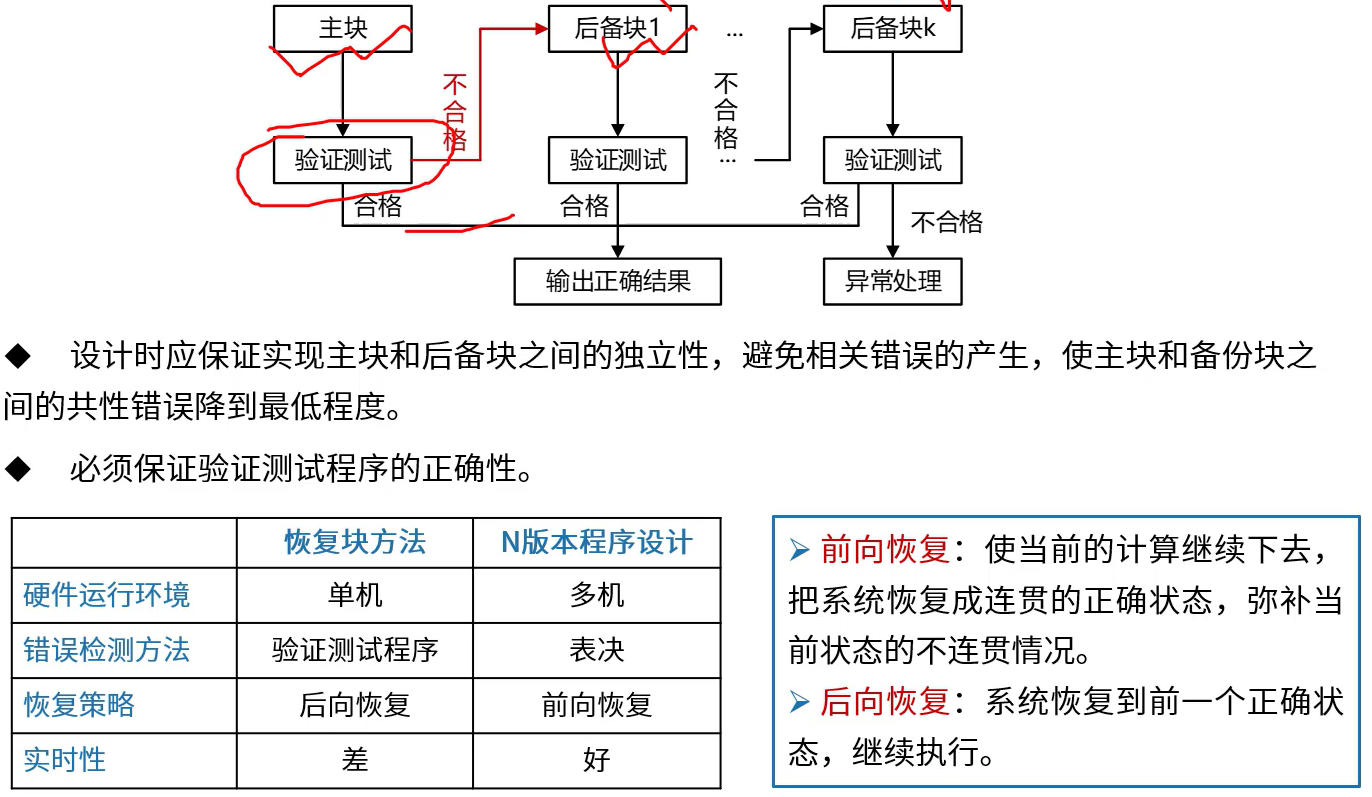 主块
后备块1
...
后备块k
不合格
不合格
...
验证测试
验证测试
验证测试
合格
合格
合格
不合格
输出正确结果
异常处理
◆ 设计时应保证实现主块和后备块之间的独立性，避免相关错误的产生，使主块和备份块之
间的共性错误降到最低程度。
◆ 必须保证验证测试程序的正确性。
恢复块方法 N版本程序设计
硬件运行环境 单机 多机
错误检测方法 验证测试程序 表决
恢复策略 后向恢复 前向恢复
实时性 差 好
➢ 前向恢复：使当前的计算继续下去，
把系统恢复成连贯的正确状态，弥补当
前状态的不连贯情况。
➢ 后向恢复：系统恢复到前一个正确状
态，继续执行。